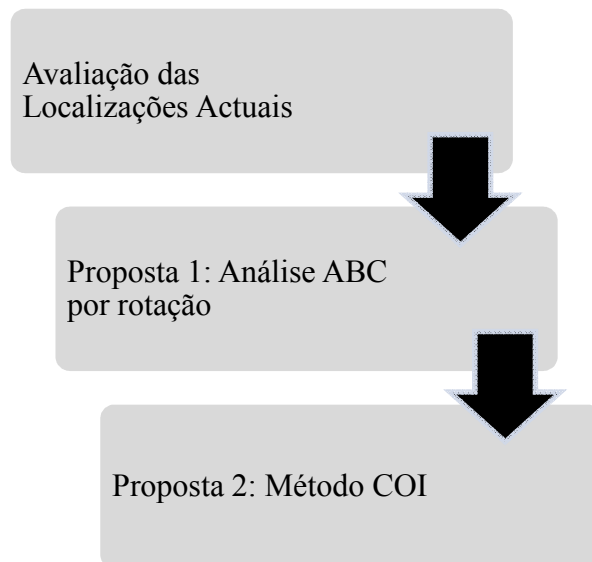 Avaliação das
Localizações Actuais
Proposta 1: Análise ABC
por rotação
Proposta 2: Método COI